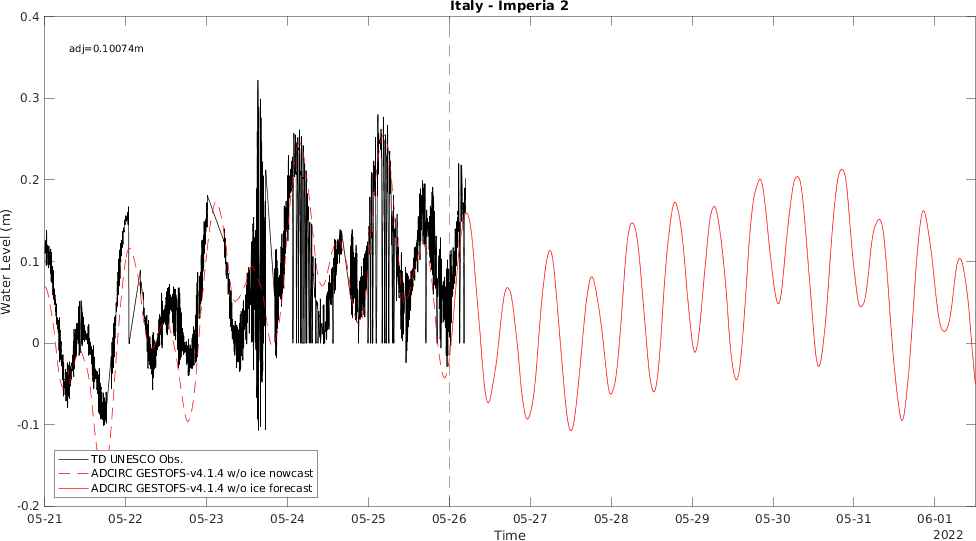 Italy - Imperia 2
adj=0.10074m
Water Level (m)
0.4
0.3
0.2
0.1
0
-0.1
-0.2
TD UNESCO Obs.
ADCIRC GESTOFS-v4.1.4 w/o ice nowcast
ADCIRC GESTOFS-v4.1.4 w/o ice forecast
05-21 05-22 05-23 05-24 05-25 05-26 05-27 05-28 05-29 05-30 05-31 06-01
Time
2022